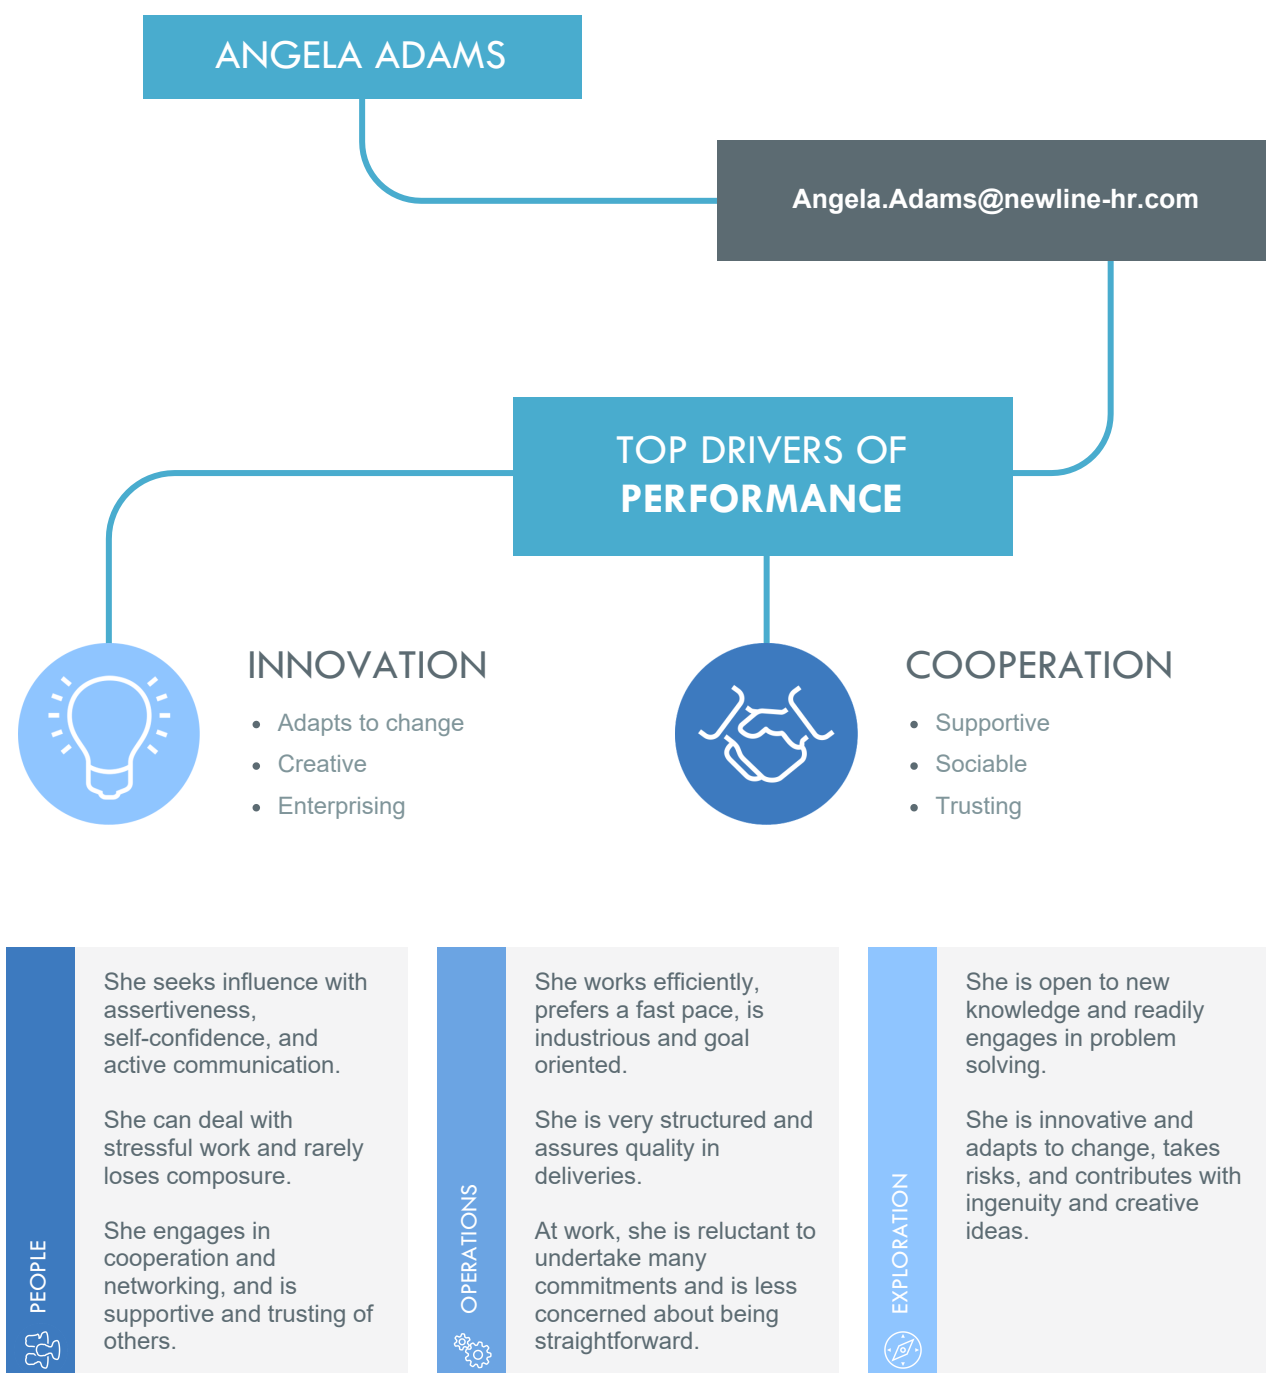 ANGELA ADAMS
Angela.Adams@newline-hr.com
TOP DRIVERS OF
PERFORMANCE
INNOVATION
• Adapts to change
• Creative
• Enterprising
COOPERATION
• Supportive
• Sociable
• Trusting
PEOPLE
She seeks influence with
assertiveness,
self-confidence, and
active communication.
She can deal with
stressful work and rarely
loses composure.
She engages in
cooperation and
networking, and is
supportive and trusting of
others.
OPERATIONS
She works efficiently,
prefers a fast pace, is
industrious and goal
oriented.
She is very structured and
assures quality in
deliveries.
At work, she is reluctant to
undertake many
commitments and is less
concerned about being
straightforward.
EXPLORATION
She is open to new
knowledge and readily
engages in problem
solving.
She is innovative and
adapts to change, takes
risks, and contributes with
ingenuity and creative
ideas.